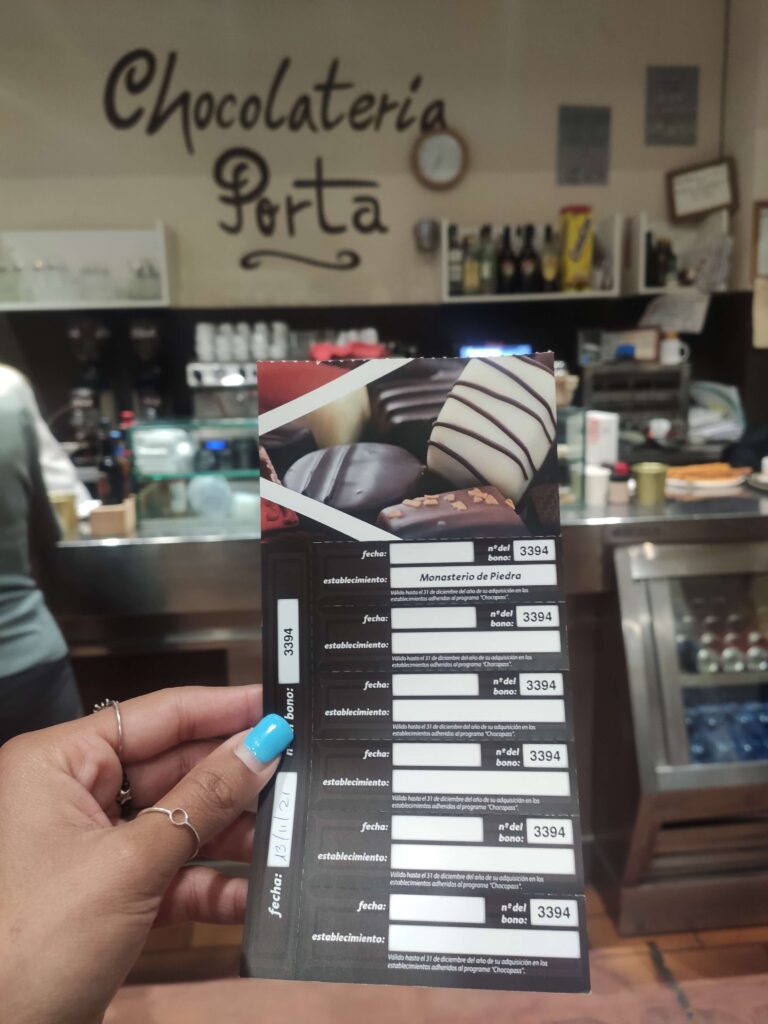 Chocolateria
Porta
fecha:
nº del
bono:
3394
establecimiento:
Monasterio de Piedra
Válido hasta el 31 de diciembre del año de su adquisición en los
establecimientos adheridos al programa "Chocopass".
fecha:
nº del
bono:
3394
establecimiento:
Válido hasta el 31 de diciembre del año de su adquisición en los
establecimientos adheridos al programa "Chocopass".
fecha:
nº del
bono:
3394
establecimiento:
Válido hasta el 31 de diciembre del año de su adquisición en los
establecimientos adheridos al programa "Chocopass".
fecha:
nº del
bono:
3394
establecimiento:
Válido hasta el 31 de diciembre del año de su adquisición en los
establecimientos adheridos al programa "Chocopass".
fecha:
nº del
bono:
3394
establecimiento:
Válido hasta el 31 de diciembre del año de su adquisición en los
establecimientos adheridos al programa "Chocopass".
fecha:
nº del
bono:
3394
establecimiento:
Válido hasta el 31 de diciembre del año de su adquisición en los
establecimientos adheridos al programa "Chocopass".
fecha: 13/11/21 bono: 3394